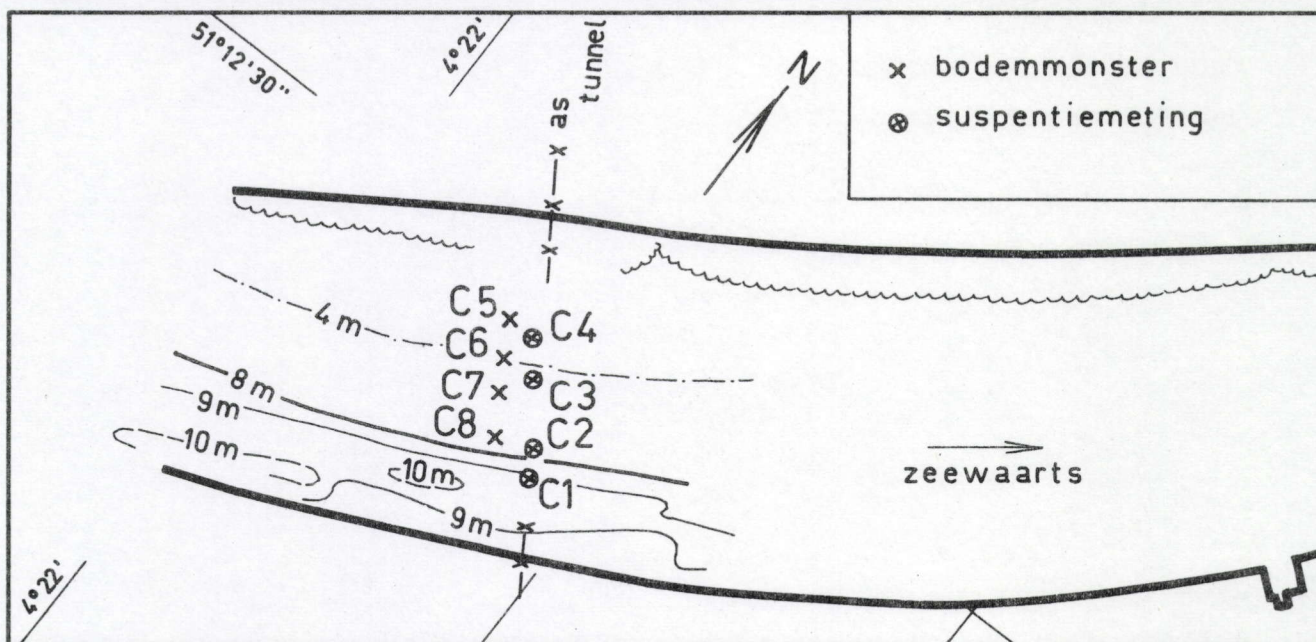 51°12'30"
4°22'
as tunnel
N
x bodemmonster
⊗ suspentiemeting
4 m
C5
C4
C6
C3
C7
8 m
9 m
C8
C2
10 m
10 m
C1
9 m
zeewaarts
4°22'